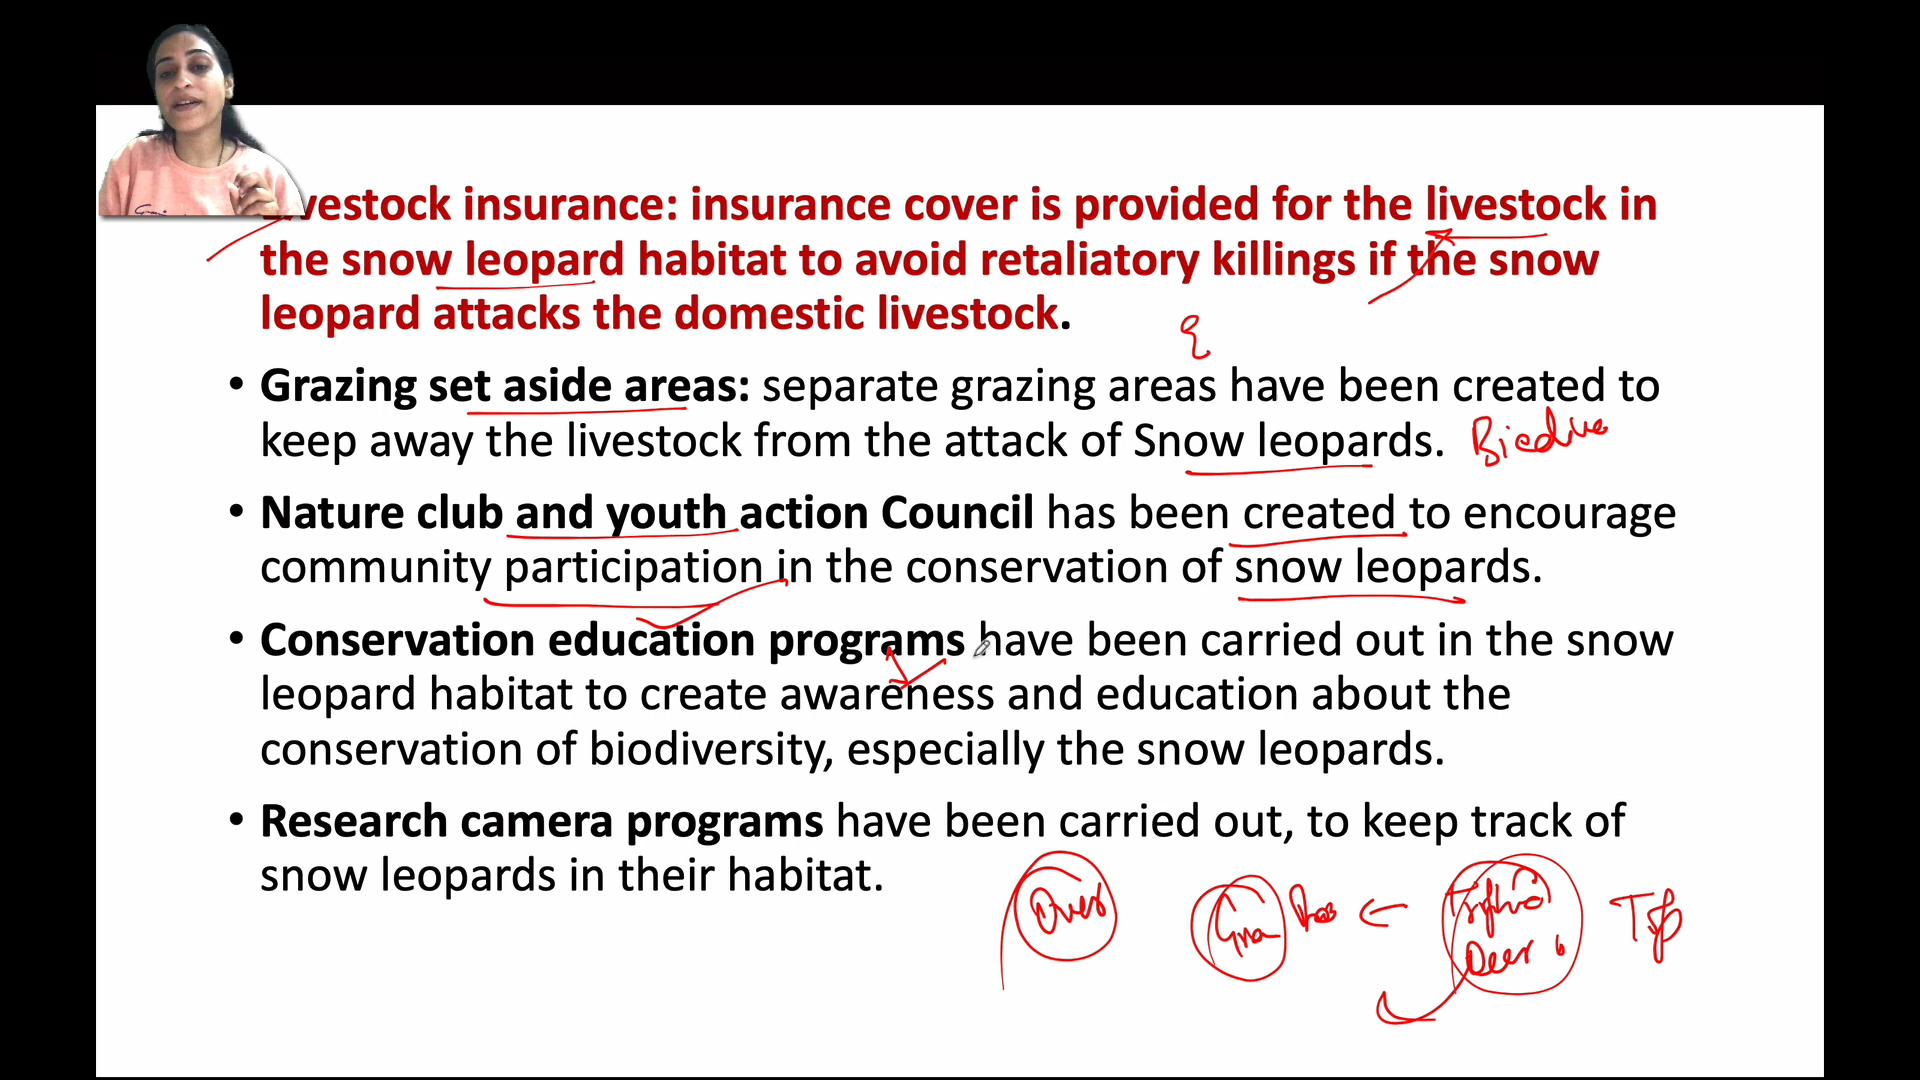 vestock insurance: insurance cover is provided for the livestock in
the snow leopard habitat to avoid retaliatory killings if the snow
leopard attacks the domestic livestock.
• Grazing set aside areas: separate grazing areas have been created to
keep away the livestock from the attack of Snow leopards.
• Nature club and youth action Council has been created to encourage
community participation in the conservation of snow leopards.
• Conservation education programs have been carried out in the snow
leopard habitat to create awareness and education about the
conservation of biodiversity, especially the snow leopards.
• Research camera programs have been carried out, to keep track of
snow leopards in their habitat.
Over
Gra
Deer